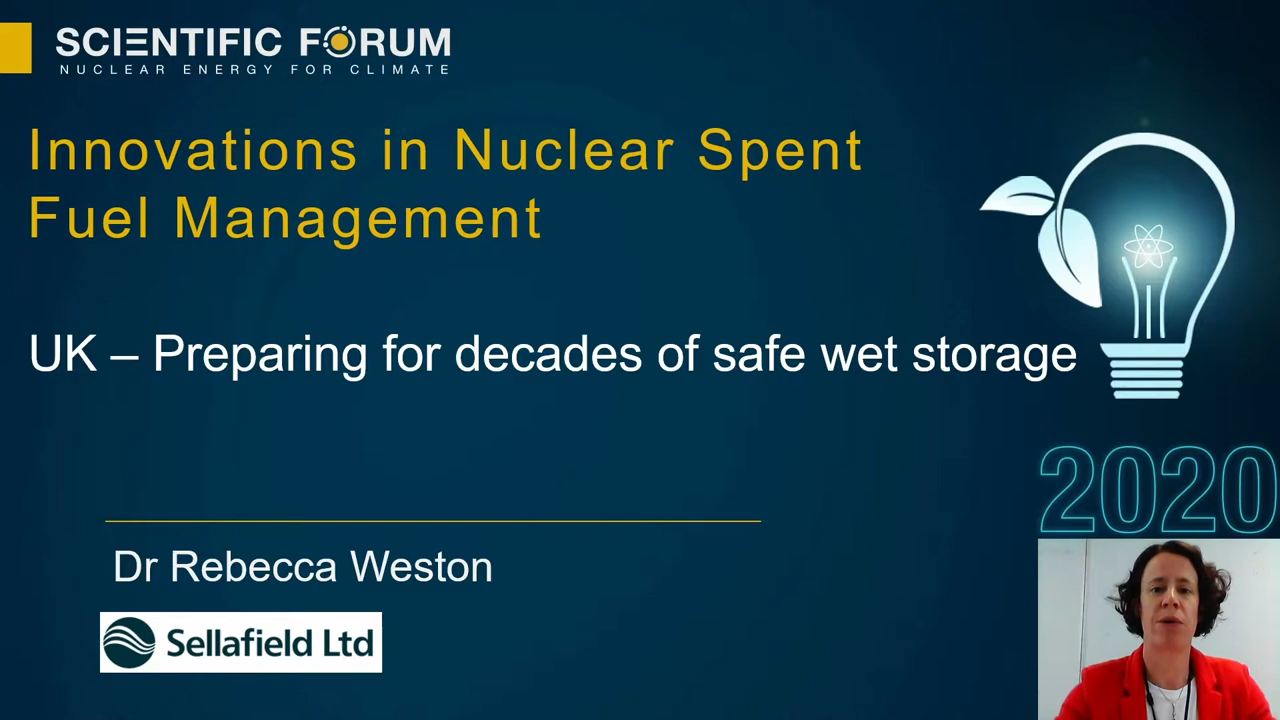 SCIENTIFIC FORUM
NUCLEAR ENERGY FOR CLIMATE
Innovations in Nuclear Spent
Fuel Management
UK – Preparing for decades of safe wet storage
2020
Dr Rebecca Weston
Sellafield Ltd